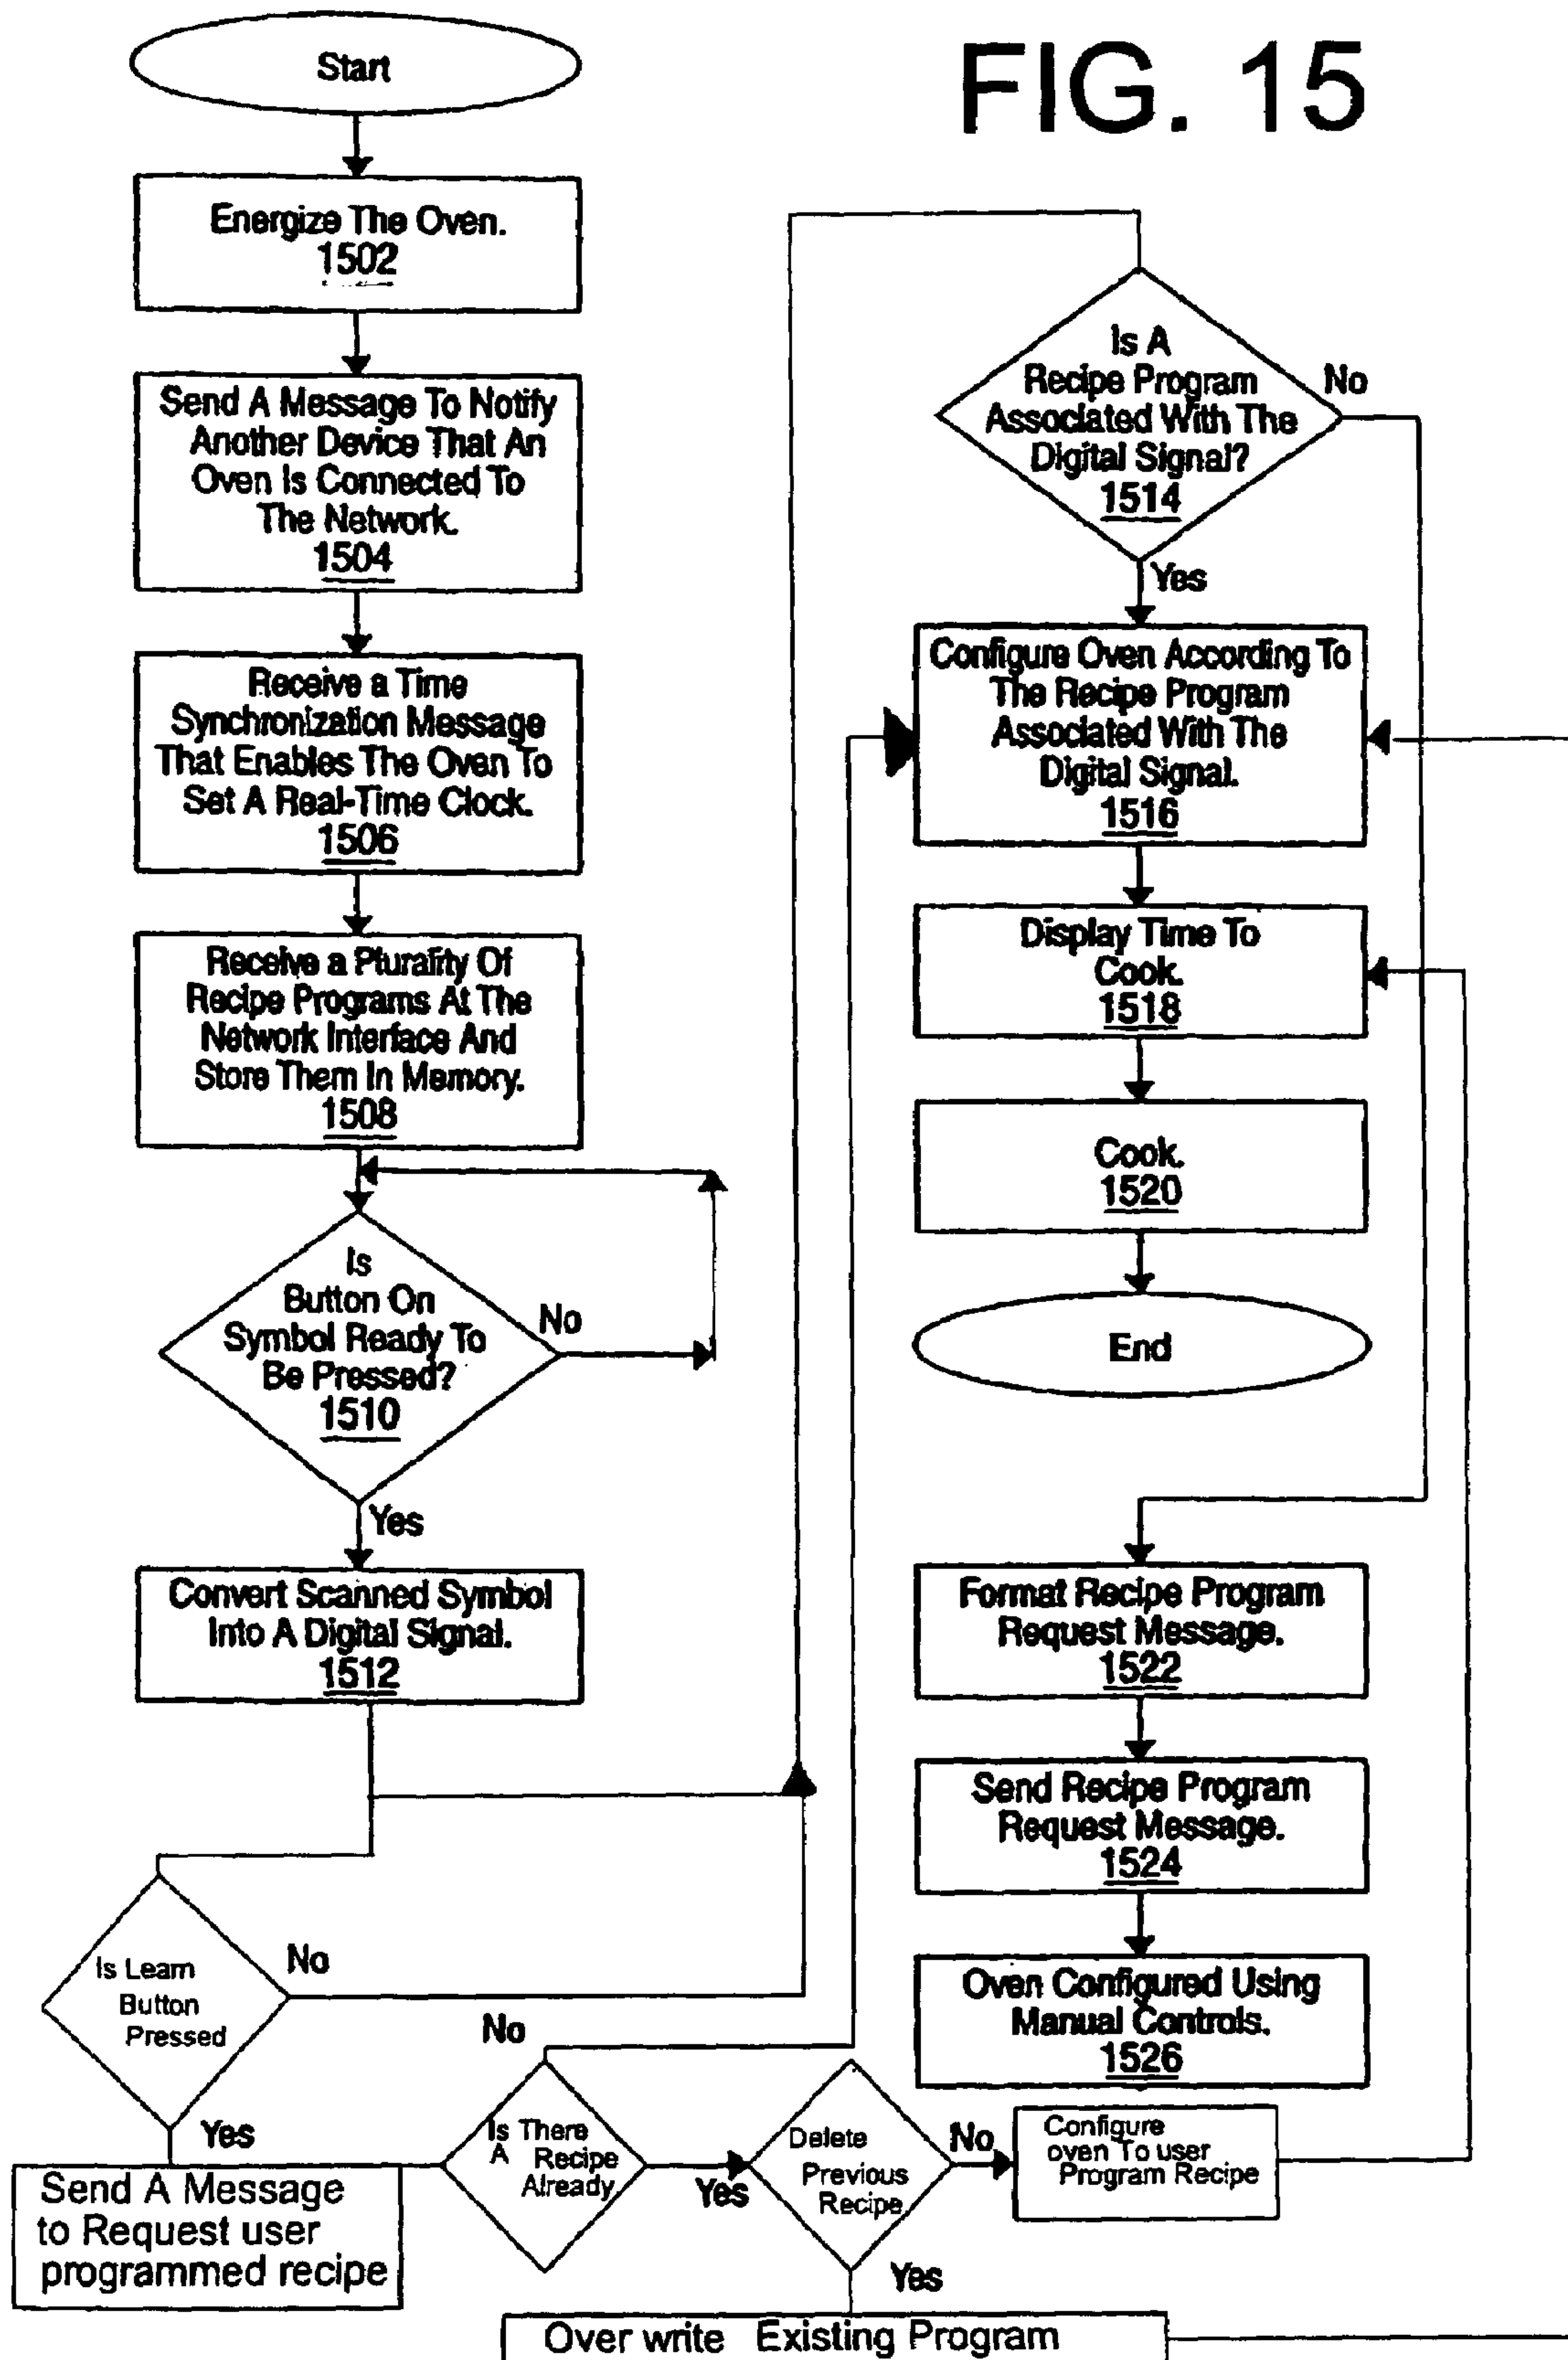 FIG. 15
Start
Energize The Oven.
1502
Send A Message To Notify
Another Device That An
Oven Is Connected To
The Network.
1504
Receive a Time
Synchronization Message
That Enables The Oven To
Set A Real-Time Clock.
1506
Receive a Plurality Of
Recipe Programs At The
Network Interface And
Store Them In Memory.
1508
Is
Button On
Symbol Ready To
Be Pressed?
1510
No
Yes
Convert Scanned Symbol
Into A Digital Signal.
1512
Is Learn
Button
Pressed
No
Yes
Send A Message
to Request user
programmed recipe
Is There
A Recipe
Already
No
Yes
Delete
Previous
Recipe
No
Yes
Configure
oven To user
Program Recipe
Over write Existing Program
Is A
Recipe Program
Associated With The
Digital Signal?
1514
No
Yes
Configure Oven According To
The Recipe Program
Associated With The
Digital Signal.
1516
Display Time To
Cook.
1518
Cook.
1520
End
Format Recipe Program
Request Message.
1522
Send Recipe Program
Request Message.
1524
Oven Configured Using
Manual Controls.
1526